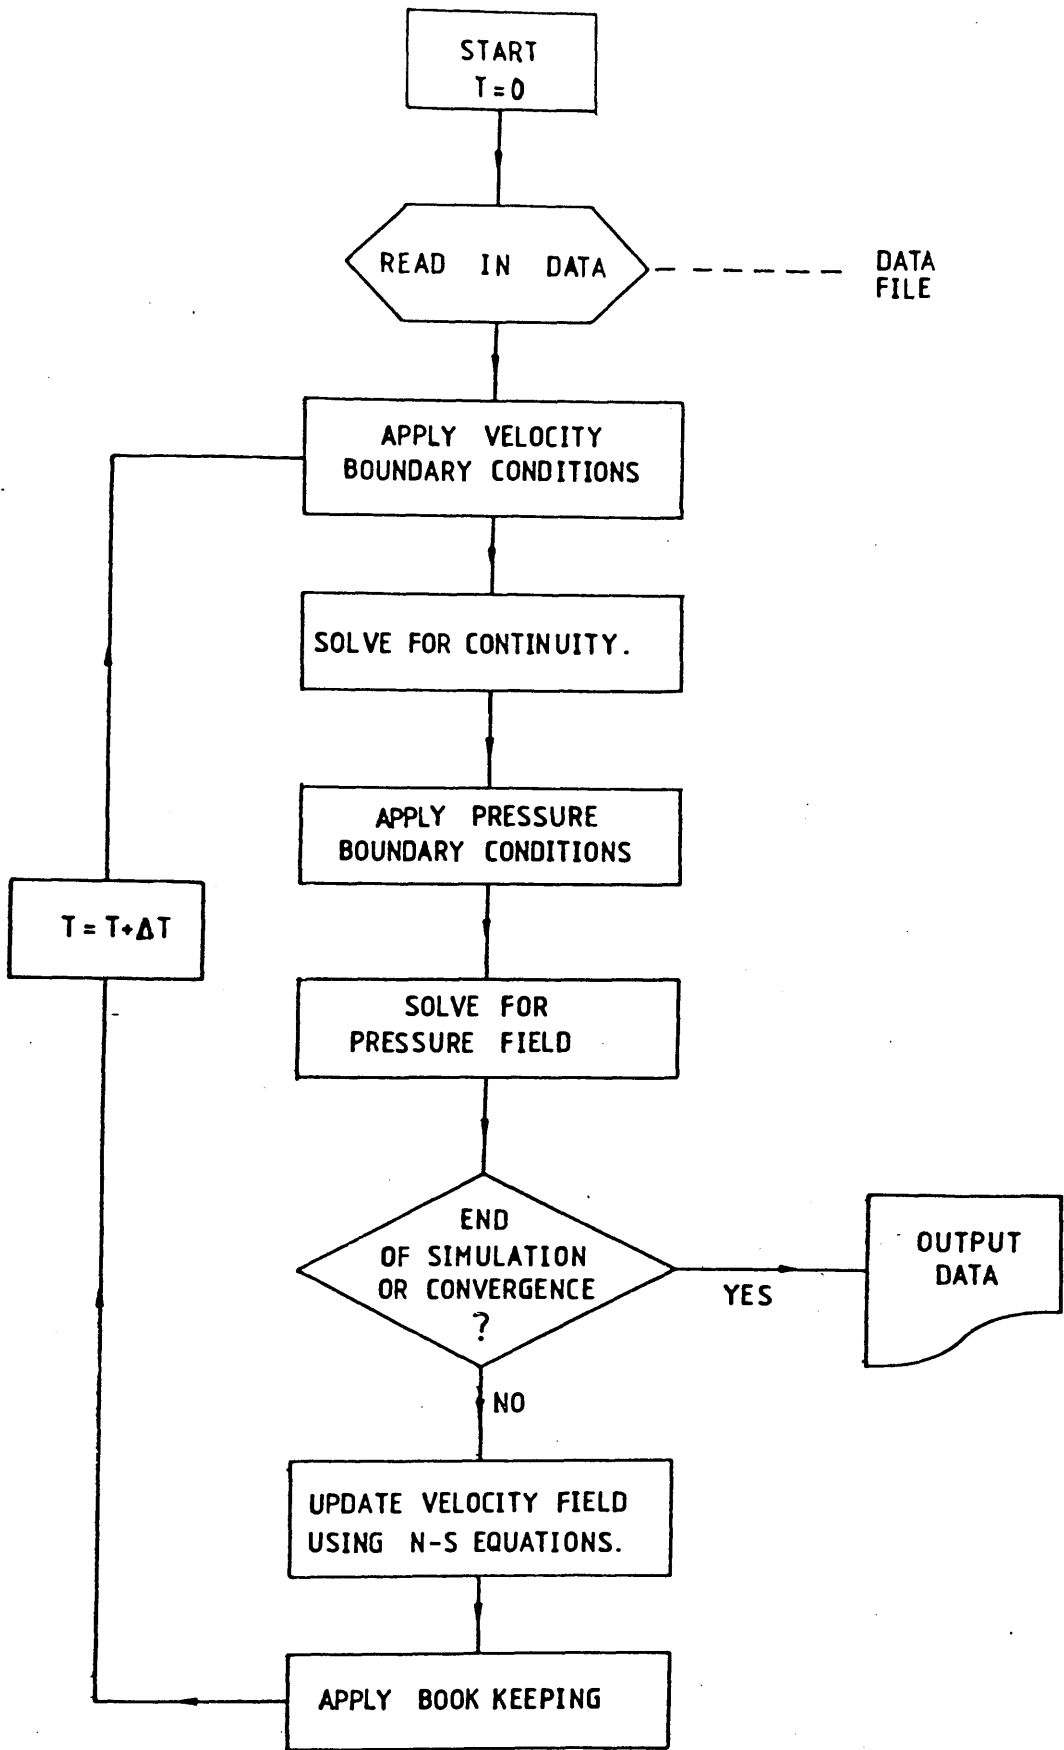 START
T=0
READ IN DATA
DATA
FILE
APPLY VELOCITY
BOUNDARY CONDITIONS
SOLVE FOR CONTINUITY.
APPLY PRESSURE
BOUNDARY CONDITIONS
T=T+ΔT
SOLVE FOR
PRESSURE FIELD
END
OF SIMULATION
OR CONVERGENCE
?
YES
OUTPUT
DATA
NO
UPDATE VELOCITY FIELD
USING N-S EQUATIONS.
APPLY BOOK KEEPING